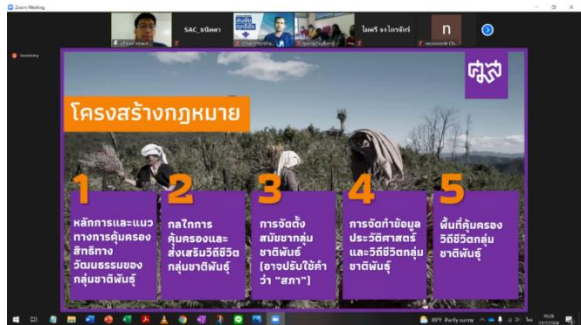 Zoom Meeting
SAC_ชนิตตา
ไมตรี จงไกรจักร์
n
ศมส
โครงสร้างกฎหมาย
1
หลักการและแนว
ทางการคุ้มครอง
สิทธิทาง
วัฒนธรรมของ
กลุ่มชาติพันธุ์
2
กลไกการ
คุ้มครองและ
ส่งเสริมวิถีชีวิต
กลุ่มชาติพันธุ์
3
การจัดตั้ง
สมัชชากลุ่ม
ชาติพันธุ์
(อาจปรับใช้คำ
ว่า "สภา")
4
การจัดทำข้อมูล
ประวัติศาสตร์
และวิถีชีวิตกลุ่ม
ชาติพันธุ์
5
พื้นที่คุ้มครอง
วิถีชีวิตกลุ่ม
ชาติพันธุ์